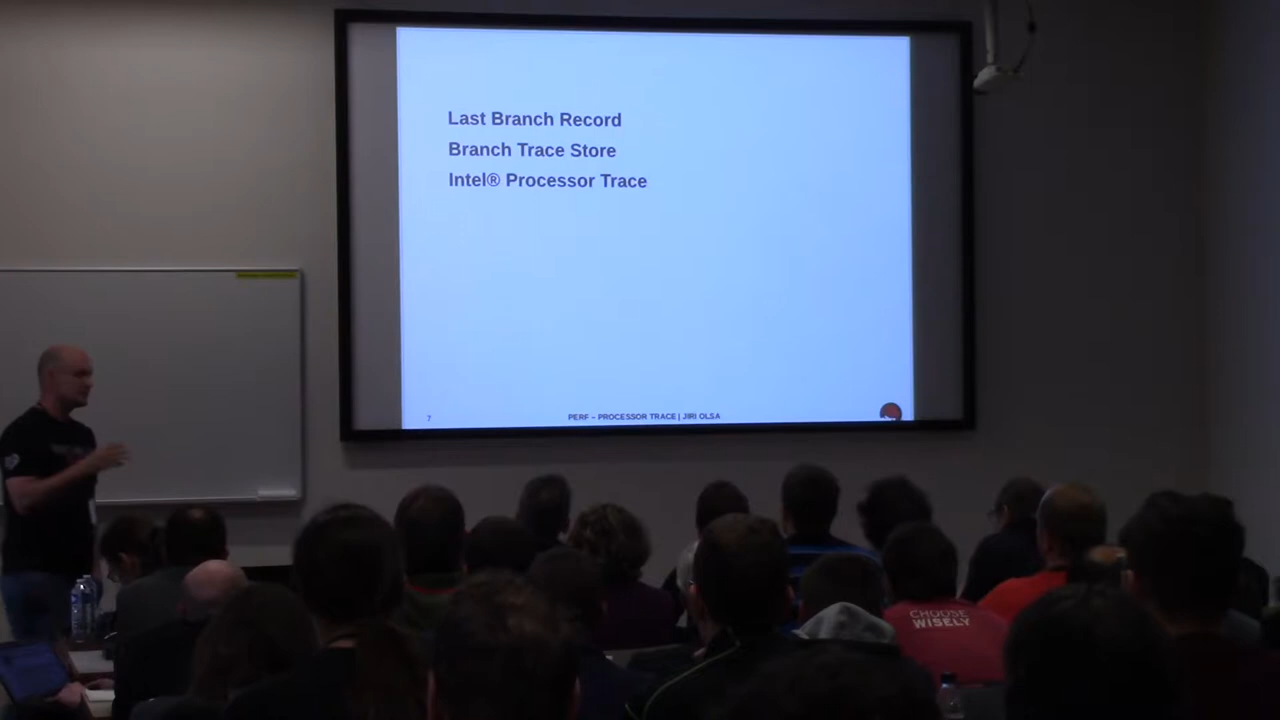 Last Branch Record
Branch Trace Store
Intel® Processor Trace
7
PERF – PROCESSOR TRACE | JIRI OLSA
CHOOSE
WISELY